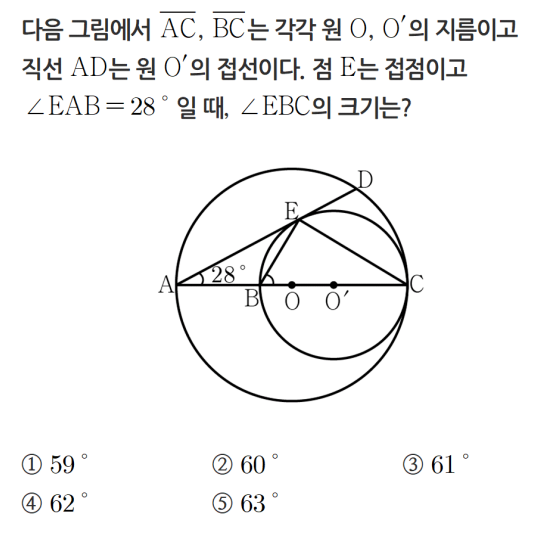 다음 그림에서 AC, BC는 각각 원 O, O′의 지름이고
직선 AD는 원 O′의 접선이다. 점 E는 접점이고
∠EAB=28°일 때, ∠EBC의 크기는?
D
E
A
28°
B
O
O′
C
① 59° ② 60° ③ 61°
④ 62° ⑤ 63°